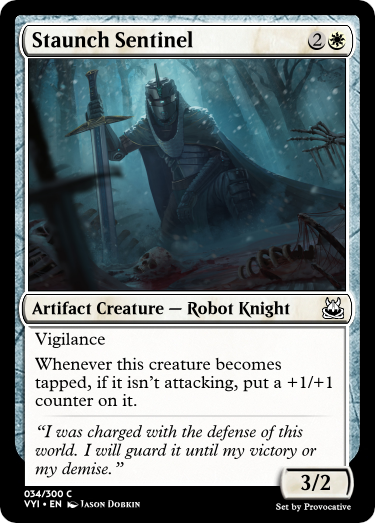 Staunch Sentinel 2
Artifact Creature — Robot Knight
Vigilance
Whenever this creature becomes
tapped, if it isn't attacking, put a +1/+1
counter on it.
“I was charged with the defense of this
world. I will guard it until my victory or
my demise.”
3/2
034/300 C
VYI • EN Jason Dobkin
Set by Provocative